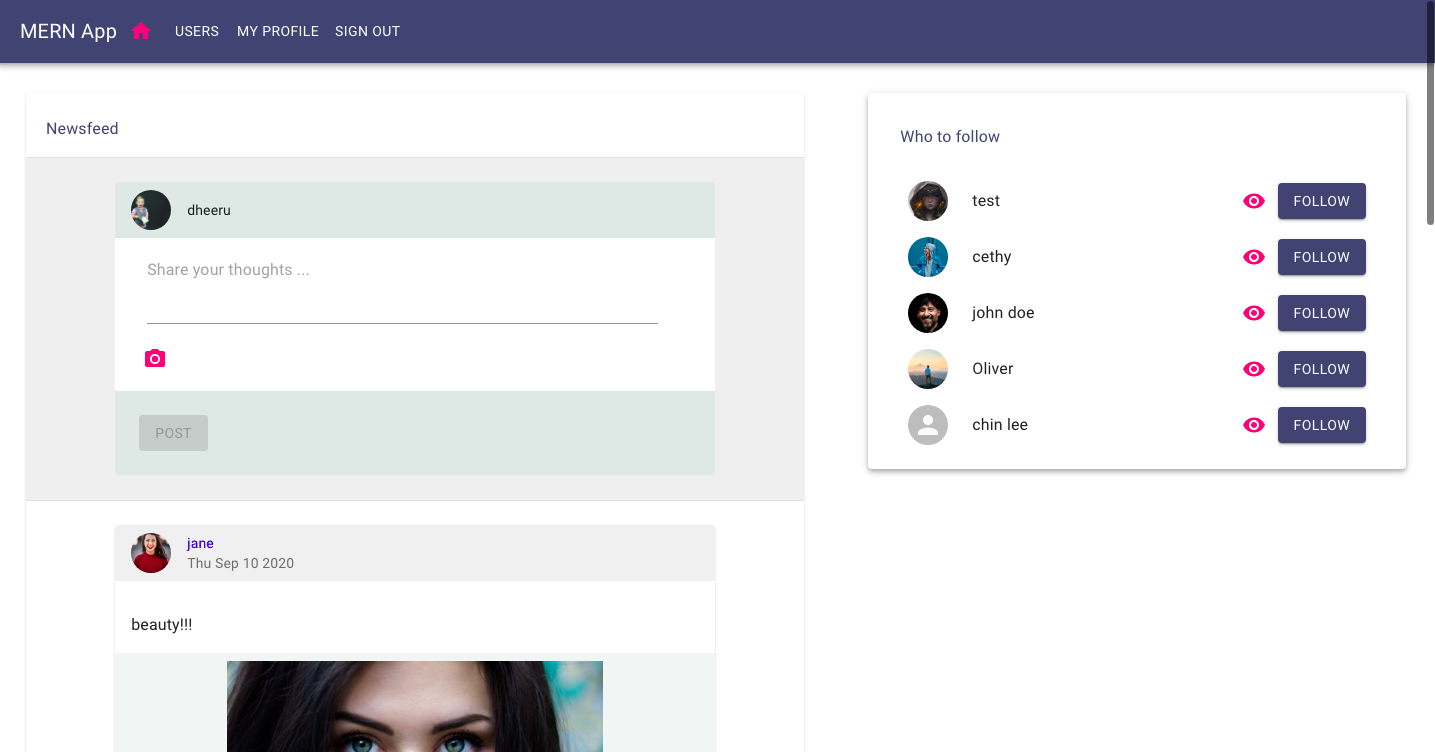 MERN App USERS MY PROFILE SIGN OUT
Newsfeed
dheeru
Share your thoughts ...
POST
jane
Thu Sep 10 2020
beauty!!!
Who to follow
test FOLLOW
cethy FOLLOW
john doe FOLLOW
Oliver FOLLOW
chin lee FOLLOW